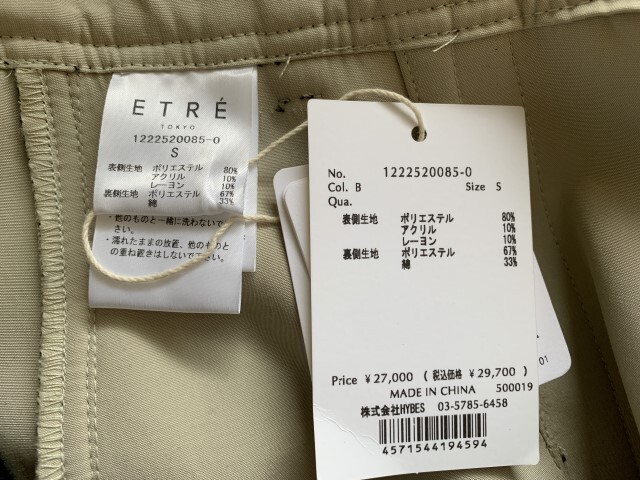 ETRÉ
TOKYO
1222520085-0
S
表側生地 ポリエステル 80%
アクリル 10%
レーヨン 10%
裏側生地 ポリエステル 67%
綿 33%
・他のものと一緒に洗わないで
さい。
・濡れたままの放置、他のものと
の重ね置きはしないで下さい。
No. 1222520085-0
Col. B Size S
Qua.
表側生地 ポリエステル 80%
アクリル 10%
レーヨン 10%
裏側生地 ポリエステル 67%
綿 33%
Price ¥27,000 (税込価格 ¥29,700)
MADE IN CHINA 500019
株式会社HYBES 03-5785-6458
4571544194594
01